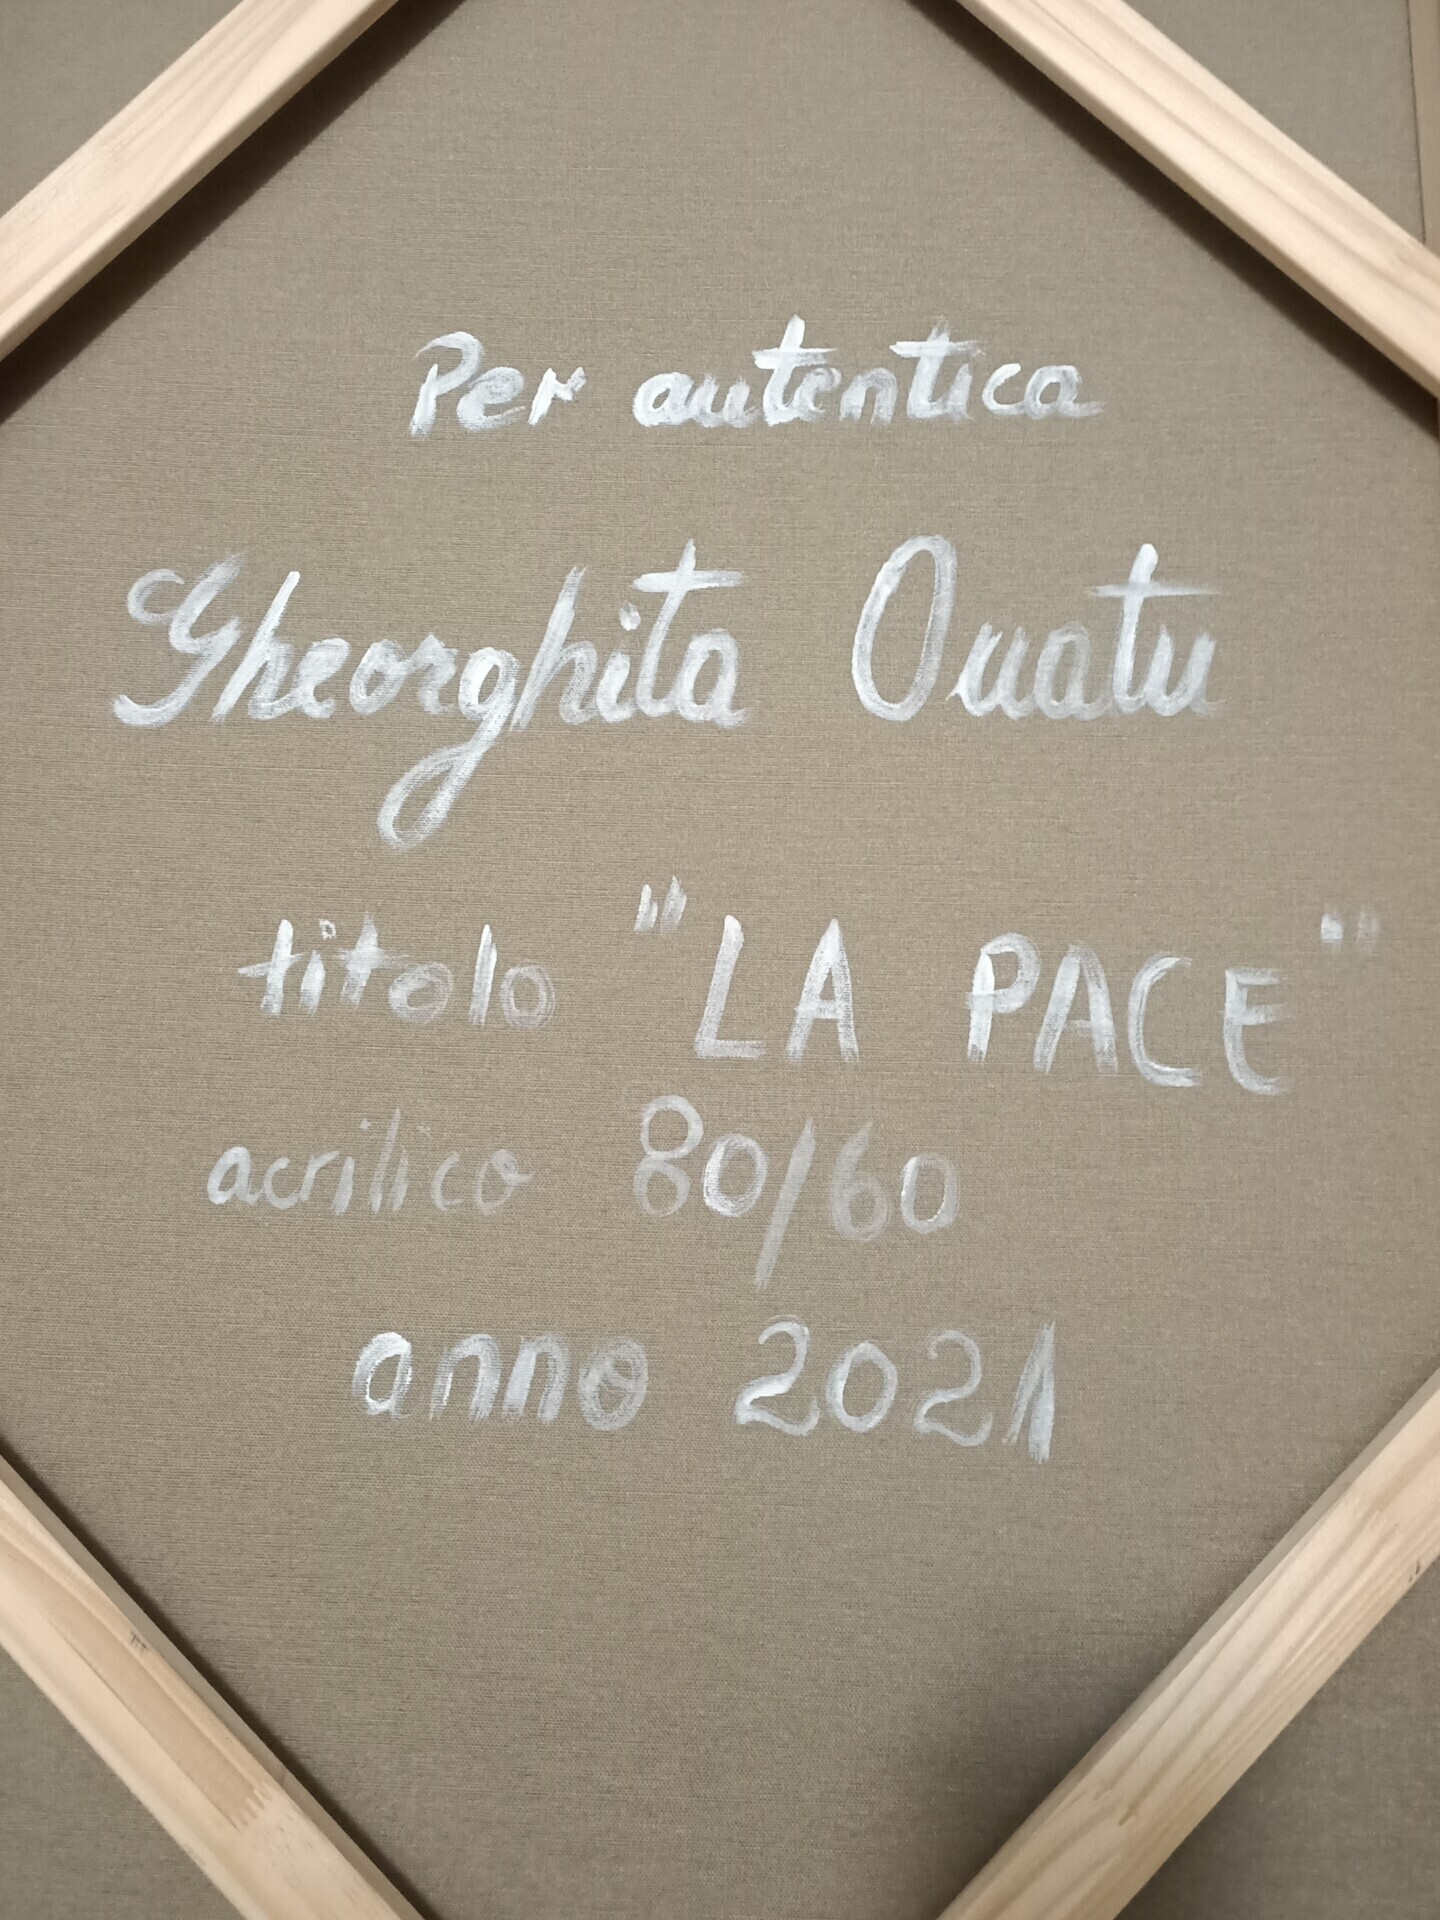 Per autentica
Gheorghita Ouatu
titolo "LA PACE"
acrilico 80/60
anno 2021